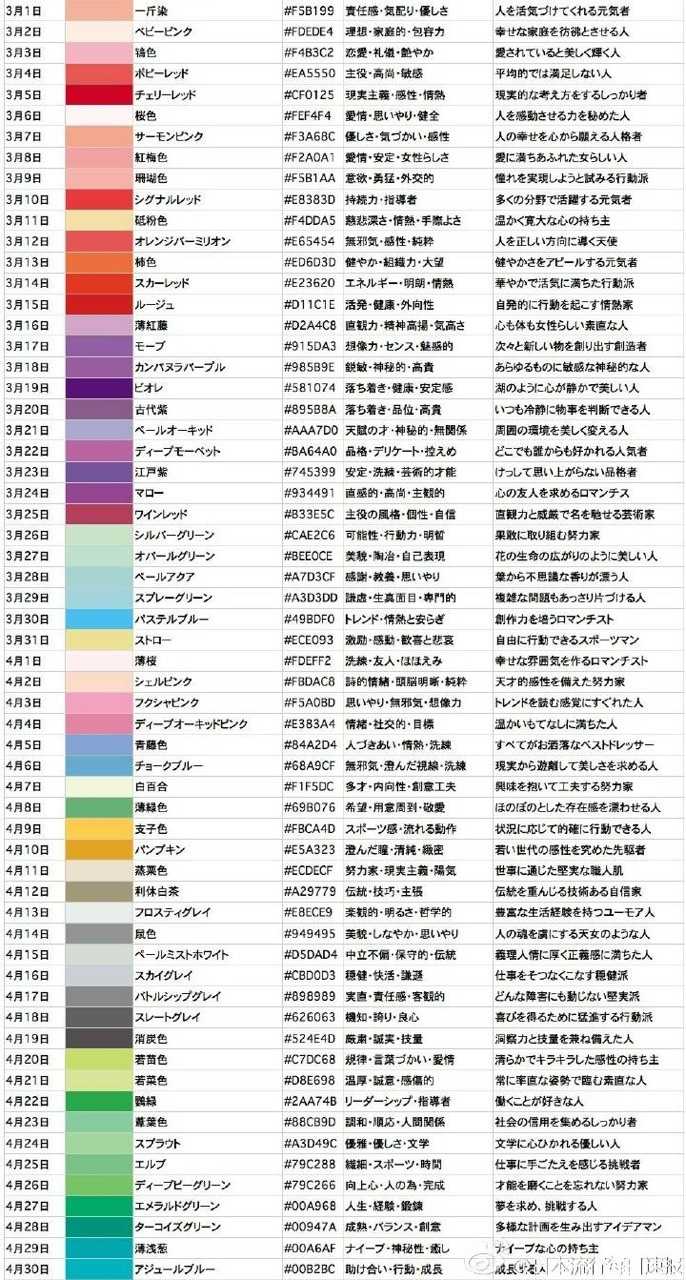 3月1日 一斤染 #F5B199 責任感・気配り・優しさ 人を活気づけてくれる元気者
3月2日 ベビーピンク #FDEDE4 理想・家庭的・包容力 幸せな家庭を彷彿とさせる人
3月3日 鴇色 #F4B3C2 恋愛・礼儀・艶やか 愛されていると美しく輝く人
3月4日 ポピーレッド #EA5550 主役・高尚・敏感 平均的では満足しない人
3月5日 チェリーレッド #CF0125 現実主義・感性・情熱 現実的な考え方をするしっかり者
3月6日 桜色 #FEF4F4 愛情・思いやり・健全 人を感動させる力を秘めた人
3月7日 サーモンピンク #F3A68C 優しさ・気づかい・感性 人の幸せを心から願える人格者
3月8日 紅梅色 #F2A0A1 愛情・安定・女性らしさ 愛に満ちあふれた女らしい人
3月9日 珊瑚色 #F5B1AA 意欲・勇猛・外交的 憧れを実現しようと試みる行動派
3月10日 シグナルレッド #E8383D 持続力・指導者 多くの分野で活躍する元気者
3月11日 砥粉色 #F4DDA5 慈悲深さ・情熱・手際よさ 温かく寛大な心の持ち主
3月12日 オレンジバーミリオン #E65454 無邪気・感性・純粋 人を正しい方向に導く天使
3月13日 柿色 #ED6D3D 健やか・組織力・大望 健やかさをアピールする元気者
3月14日 スカーレッド #E23620 エネルギー・明朗・情熱 華やかで活気に満ちた行動派
3月15日 ルージュ #D11C1E 活発・健康・外向性 自発的に行動を起こす情熱家
3月16日 薄紅藤 #D2A4C8 直観力・精神高揚・気高さ 心も体も女性らしい素直な人
3月17日 モーブ #915DA3 想像力・センス・魅惑的 次々と新しい物を創り出す創造者
3月18日 カンパヌラパープル #985B9E 鋭敏・神秘的・高貴 あらゆるものに敏感な神秘的な人
3月19日 ビオレ #581074 落ち着き・健康・安定感 湖のように心が静かで美しい人
3月20日 古代紫 #895B8A 落ち着き・品位・高貴 いつも冷静に物事を判断できる人
3月21日 ペールオーキッド #AAA7D0 天賦の才・神秘的・無関係 周囲の環境を美しく変える人
3月22日 ディープモーベット #BA64A0 品格・デリケート・控えめ どこでも誰からも好かれる人気者
3月23日 江戸紫 #745399 安定・洗練・芸術的才能 けっして思い上がらない品格者
3月24日 マロー #934491 直感的・高尚・主観的 心の友人を求めるロマンチス
3月25日 ワインレッド #B33E5C 主役の風格・個性・自信 直観力と威厳で名を馳せる芸術家
3月26日 シルバーグリーン #CAE2C6 可能性・行動力・明晢 果敢に取り組む努力家
3月27日 オパールグリーン #BEE0CE 美貌・陶冶・自己表現 花の生命の広がりのように美しい人
3月28日 ペールアクア #A7D3CF 感謝・教養・思いやり 葉から不思議な香りが漂う人
3月29日 スプレーグリーン #A3D3DD 謙虚・生真面目・専門的 複雑な問題もあっさり片づける人
3月30日 パステルブルー #49BDF0 トレンド・情熱と安らぎ 創作力を培うロマンチスト
3月31日 ストロー #ECE093 激励・感動・歓喜と悲哀 自由に行動できるスポーツマン
4月1日 薄桜 #FDEFF2 洗練・友人・ほほえみ 幸せな雰囲気を作るロマンチスト
4月2日 シェルピンク #FBDAC8 詩的情緒・頭脳明晰・純粋 天才的感性を備えた努力家
4月3日 フクシャピンク #F5A0BD 思いやり・無邪気・想像力 トレンドを読む感覚にすぐれた人
4月4日 ディープオーキッドピンク #E383A4 情緒・社交的・目標 温かいもてなしに満ちた人
4月5日 青藤色 #84A2D4 人づきあい・情熱・洗練 すべてがお洒落なベストドレッサー
4月6日 チョークブルー #68A9CF 無邪気・澄んだ視線・洗練 現実から遊離して美しさを求める人
4月7日 白百合 #F1F5DC 多才・内向性・創意工夫 興味を抱いて工夫する努力家
4月8日 薄緑色 #69B076 希望・用意周到・敬愛 ほのぼのとした存在感を漂わせる人
4月9日 支子色 #FBCA4D スポーツ感・流れる動作 状況に応じて的確に行動できる人
4月10日 パンプキン #E5A323 澄んだ瞳・清純・緻密 若い世代の感性を究めた先駆者
4月11日 蒸栗色 #ECDECF 努力家・現実主義・陽気 世事に通じた堅実な職人肌
4月12日 利休白茶 #A29779 伝統・技巧・主張 伝統を重んじる技術ある自信家
4月13日 フロスティグレイ #E8ECE9 楽観的・明るさ・哲学的 豊富な生活経験を持つユーモア人
4月14日 鼠色 #949495 美貌・しなやか・思いやり 人の魂を虜にする天女のような人
4月15日 ペールミストホワイト #D5DAD4 中立不偏・保守的・伝統 義理人情に厚く正義感に満ちた人
4月16日 スカイグレイ #CBD0D3 穏健・快活・謙遜 仕事をそつなくこなす穏健派
4月17日 バトルシップグレイ #898989 実直・責任感・客観的 どんな障害にも動じない堅実派
4月18日 スレートグレイ #626063 機知・誇り・良心 喜びを得るために猛進する行動派
4月19日 消炭色 #524E4D 厳粛・誠実・技量 洞察力と技量を兼ね備えた人
4月20日 若苗色 #C7DC68 規律・言葉づかい・愛情 清らかでキラキラした感性の持ち主
4月21日 若菜色 #D8E698 温厚・誠意・感傷的 常に率直な姿勢で臨む素直な人
4月22日 鸚緑 #2AA74B リーダーシップ・指導者 働くことが好きな人
4月23日 薑葉色 #88CB9D 調和・順応・人間関係 社会の信用を集めるしっかり者
4月24日 スプラウト #A3D49C 優雅・優しさ・文学 文学に心ひかれる優しい人
4月25日 エルブ #79C288 繊細・スポーツ・時間 仕事に手ごたえを感じる挑戦者
4月26日 ディープピーグリーン #79C266 向上心・人の為・完成 才能を磨くことを忘れない努力家
4月27日 エメラルドグリーン #00A968 人生・経験・鍛錬 夢を求め、挑戦する人
4月28日 ターコイズグリーン #00947A 成熟・バランス・創意 多様な計画を生み出すアイデアマン
4月29日 薄浅葱 #00A6AF ナイーブ・神秘性・癒し ナイーブな心の持ち主
4月30日 アジュールブルー #00B2BC 助け合い・行動・成長